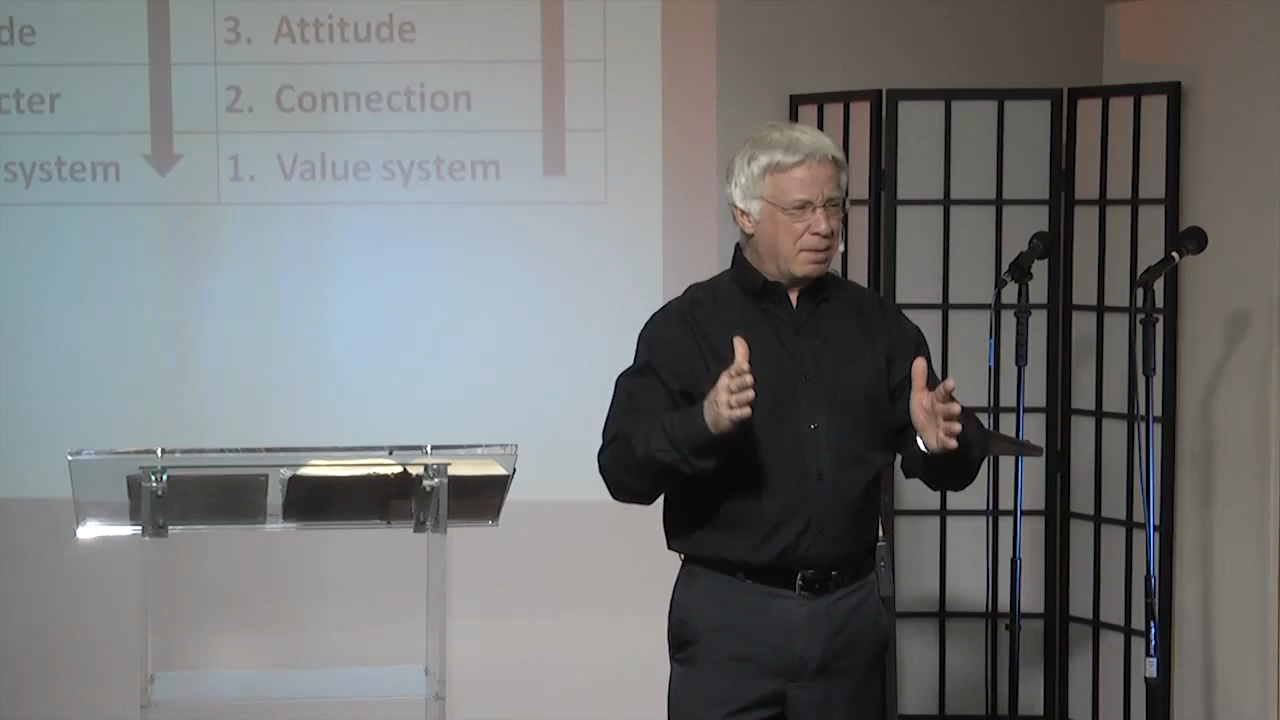 de 3. Attitude
cter 2. Connection
system 1. Value system